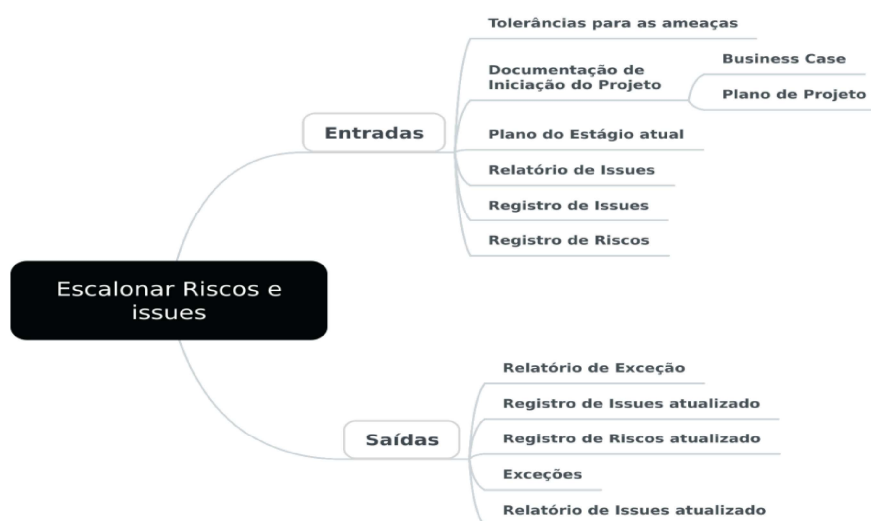 Tolerâncias para as ameaças
Documentação de
Iniciação do Projeto
Business Case
Plano de Projeto
Entradas
Plano do Estágio atual
Relatório de Issues
Registro de Issues
Registro de Riscos
Escalonar Riscos e
issues
Relatório de Exceção
Registro de Issues atualizado
Saídas
Registro de Riscos atualizado
Exceções
Relatório de Issues atualizado